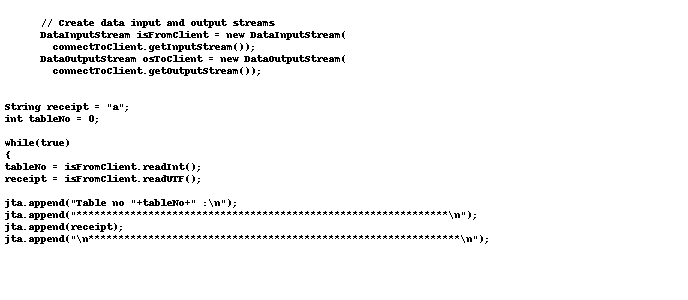 // Create data input and output streams
DataInputStream isFromClient = new DataInputStream(
connectToClient.getInputStream());
DataOutputStream osToClient = new DataOutputStream(
connectToClient.getOutputStream());
String receipt = "a";
int tableNo = 0;
while(true)
{
tableNo = isFromClient.readInt();
receipt = isFromClient.readUTF();
jta.append("Table no "+tableNo+" :\n");
jta.append("**************************************************************\n");
jta.append(receipt);
jta.append("\n**************************************************************\n");